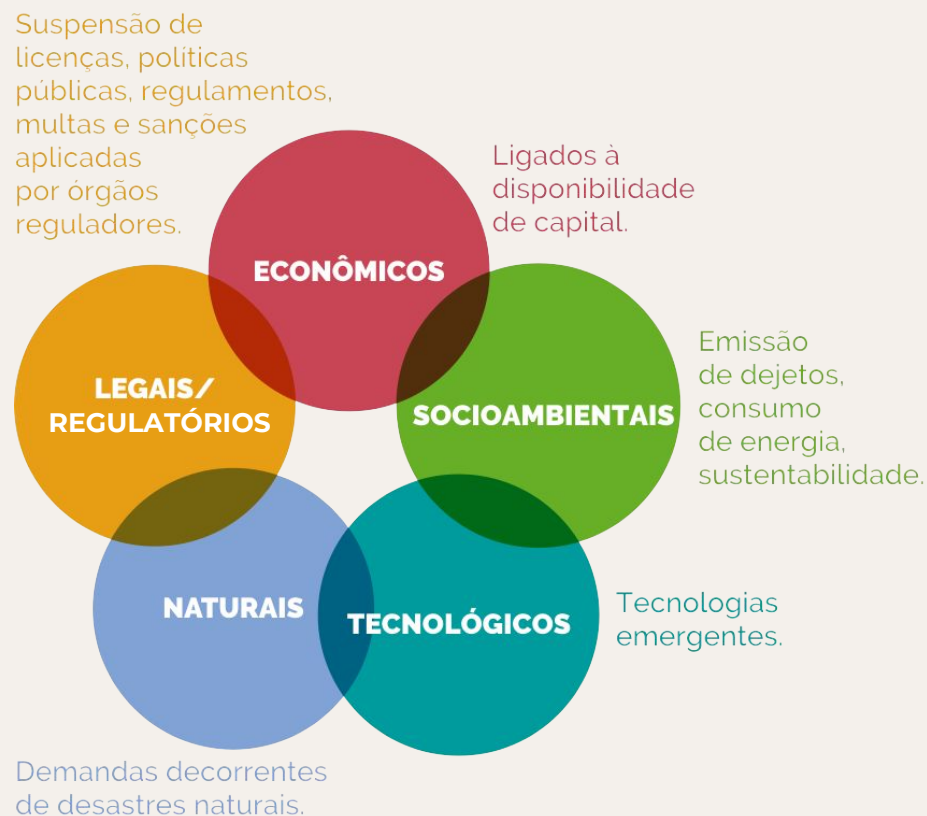 Suspensão de
licenças, políticas
públicas, regulamentos,
multas e sanções
aplicadas
por órgãos
reguladores.
Ligados à
disponibilidade
de capital.
ECONÔMICOS
LEGAIS/
REGULATÓRIOS
SOCIOAMBIENTAIS
Emissão
de dejetos,
consumo
de energia,
sustentabilidade.
NATURAIS
TECNOLÓGICOS
Tecnologias
emergentes.
Demandas decorrentes
de desastres naturais.